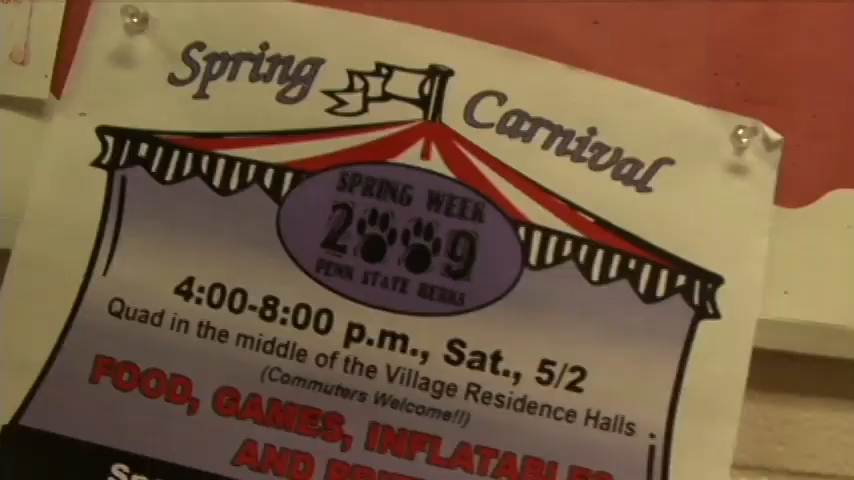 Spring Carnival
SPRING WEEK
2009
PENN STATE BERKS
4:00-8:00 p.m., Sat., 5/2
Quad in the middle of the Village Residence Halls
(Commuters Welcome!!)
FOOD, GAMES, INFLATABLES
AND